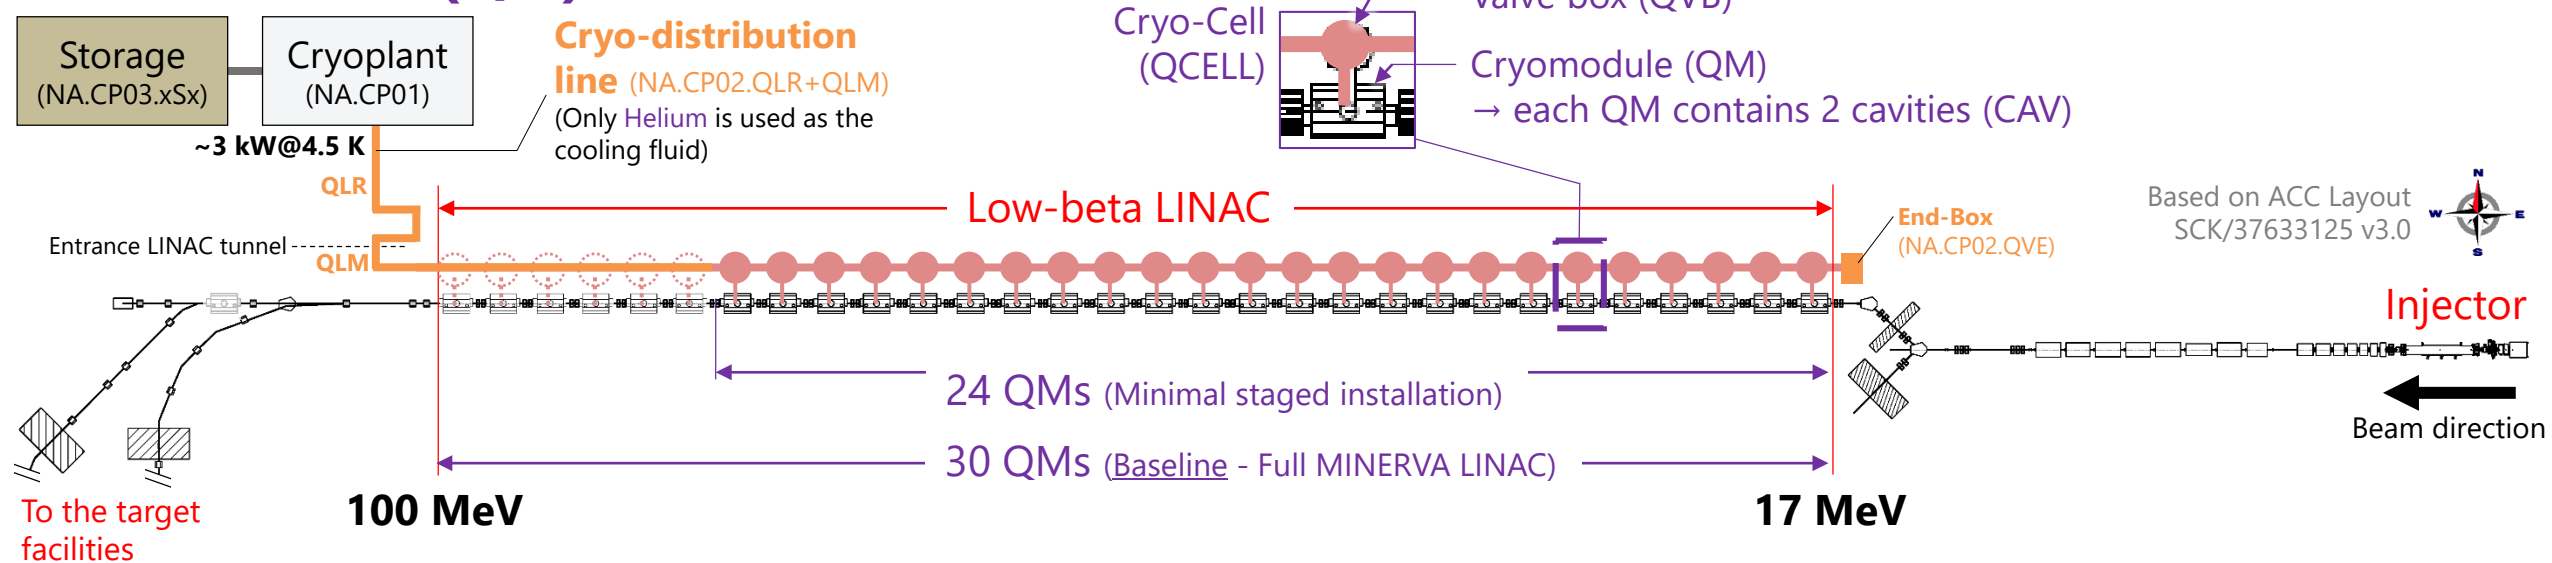 Storage
(NA.CP03.xSx)
Cryoplant
(NA.CP01)
~3 kW@4.5 K
Cryo-distribution
line (NA.CP02.QLR+QLM)
(Only Helium is used as the
cooling fluid)
Cryo-Cell
(QCELL)
Valve box (QVB)
Cryomodule (QM)
→ each QM contains 2 cavities (CAV)
QLR
Entrance LINAC tunnel
QLM
Low-beta LINAC
End-Box
(NA.CP02.QVE)
Based on ACC Layout
SCK/37633125 v3.0
N
W
E
S
Injector
Beam direction
24 QMs (Minimal staged installation)
30 QMs (Baseline - Full MINERVA LINAC)
100 MeV
17 MeV
To the target
facilities